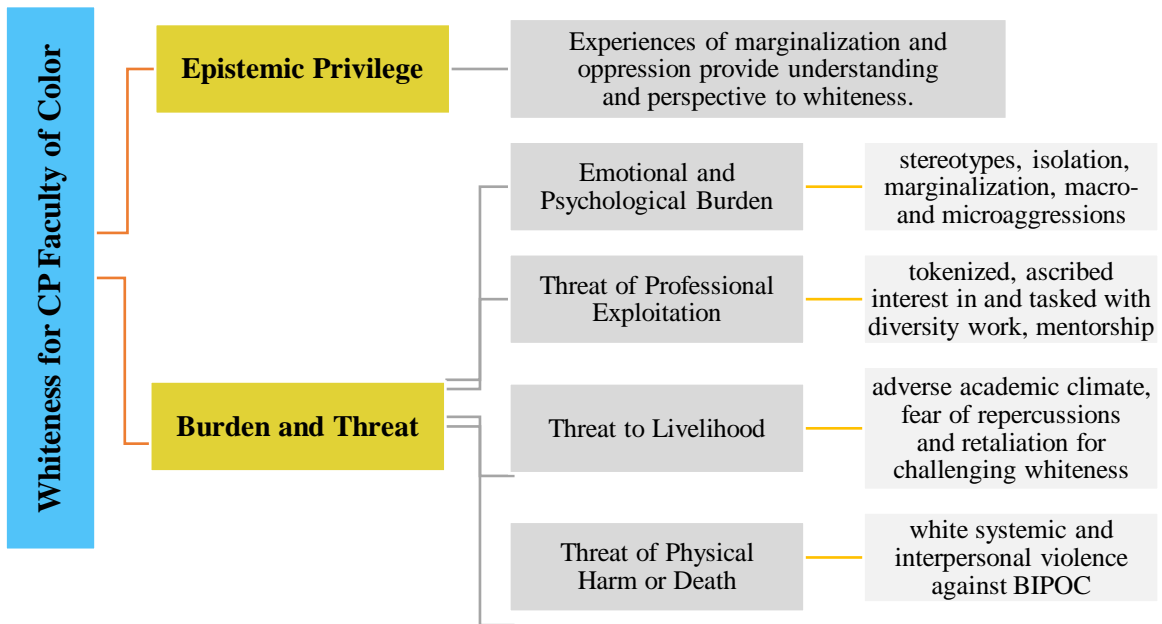 Whiteness for CP Faculty of Color
Epistemic Privilege
Experiences of marginalization and
oppression provide understanding
and perspective to whiteness.
Burden and Threat
Emotional and
Psychological Burden
stereotypes, isolation,
marginalization, macro-
and microaggressions
Threat of Professional
Exploitation
tokenized, ascribed
interest in and tasked with
diversity work, mentorship
Threat to Livelihood
adverse academic climate,
fear of repercussions
and retaliation for
challenging whiteness
Threat of Physical
Harm or Death
white systemic and
interpersonal violence
against BIPOC